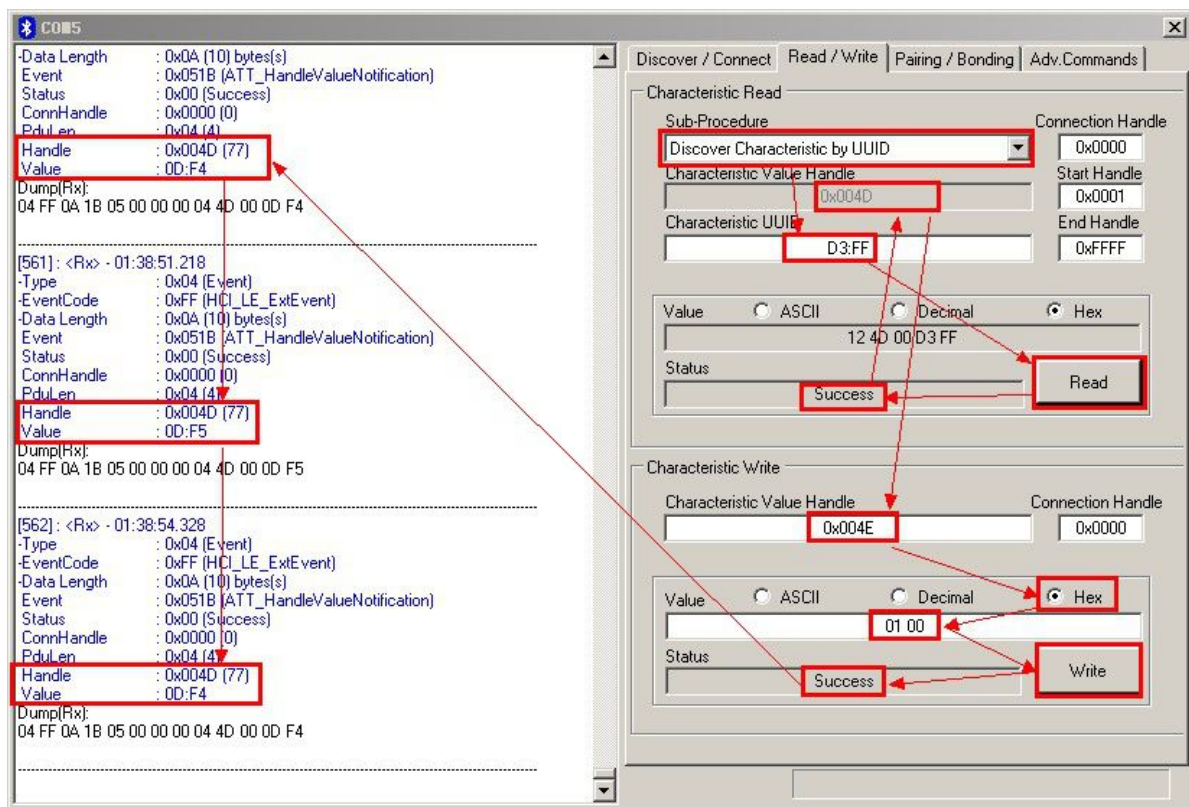 COM5
-Data Length : 0x0A (10) bytes(s)
Event : 0x051B (ATT_HandleValueNotification)
Status : 0x00 (Success)
ConnHandle : 0x0000 (0)
PduLen : 0x04 (4)
Handle : 0x004D (77)
Value : 0D:F4
Dump(Rx):
04 FF 0A 1B 05 00 00 00 04 4D 00 0D F4
[561] : <Rx> - 01:38:51.218
-Type : 0x04 (Event)
-EventCode : 0xFF (HCI_LE_ExtEvent)
-Data Length : 0x0A (10) bytes(s)
Event : 0x051B (ATT_HandleValueNotification)
Status : 0x00 (Success)
ConnHandle : 0x0000 (0)
PduLen : 0x04 (4)
Handle : 0x004D (77)
Value : 0D:F5
Dump(Rx):
04 FF 0A 1B 05 00 00 00 04 4D 00 0D F5
[562] : <Rx> - 01:38:54.328
-Type : 0x04 (Event)
-EventCode : 0xFF (HCI_LE_ExtEvent)
-Data Length : 0x0A (10) bytes(s)
Event : 0x051B (ATT_HandleValueNotification)
Status : 0x00 (Success)
ConnHandle : 0x0000 (0)
PduLen : 0x04 (4)
Handle : 0x004D (77)
Value : 0D:F4
Dump(Rx):
04 FF 0A 1B 05 00 00 00 04 4D 00 0D F4
Discover / Connect Read / Write Pairing / Bonding Adv.Commands
Characteristic Read
Sub-Procedure Connection Handle
Discover Characteristic by UUID 0x0000
Characteristic Value Handle Start Handle
0x004D 0x0001
Characteristic UUID End Handle
D3:FF 0xFFFF
Value ASCII Decimal Hex
12 4D 00 D3 FF
Status
Success Read
Characteristic Write
Characteristic Value Handle Connection Handle
0x004E 0x0000
Value ASCII Decimal Hex
01 00
Status
Success Write